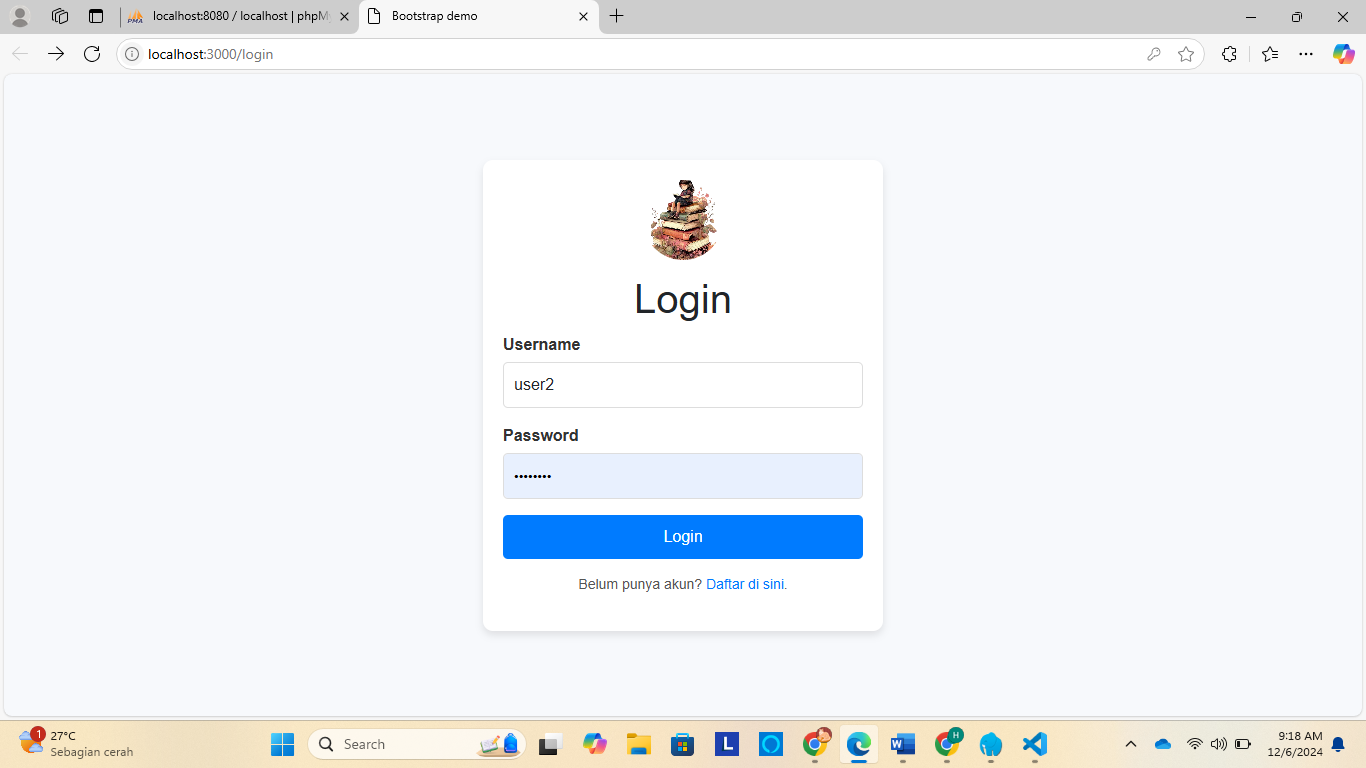 localhost:8080 / localhost | phpMy
Bootstrap demo
localhost:3000/login
Login
Username
user2
Password
••••••••
Login
Belum punya akun? Daftar di sini.
1
27°C
Sebagian cerah
Search
L
H
W
9:18 AM
12/6/2024